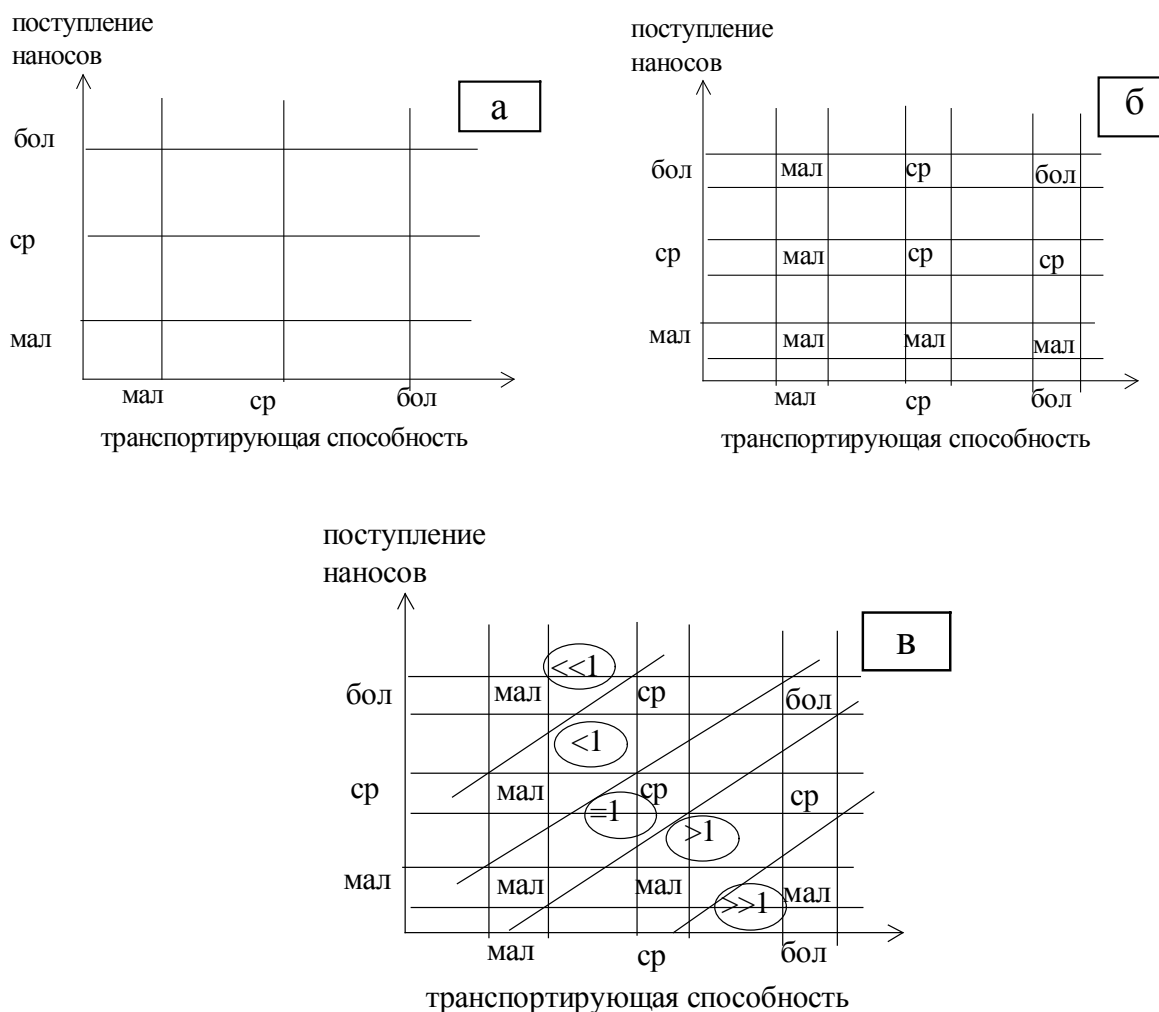 поступление
наносов
а
бол
ср
мал
мал ср бол
транспортирующая способность
поступление
наносов
б
бол мал ср бол
ср мал ср ср
мал мал мал мал
мал ср бол
транспортирующая способность
поступление
наносов
в
<<1
бол мал ср бол
<1
ср мал ср ср
=1
>1
мал мал мал мал
>>1
мал ср бол
транспортирующая способность